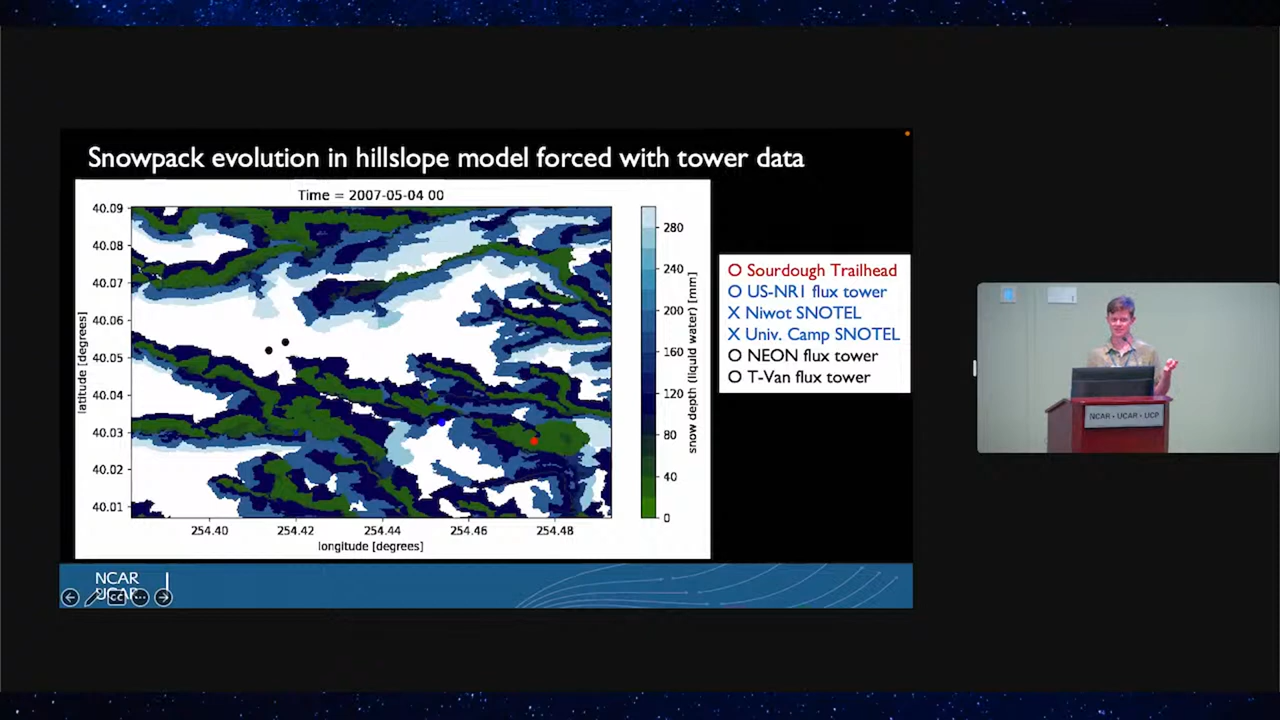 Snowpack evolution in hillslope model forced with tower data
Time = 2007-05-04 00
40.09
40.08
40.07
40.06
40.05
40.04
40.03
40.02
40.01
latitude [degrees]
254.40 254.42 254.44 254.46 254.48
longitude [degrees]
280
240
200
160
120
80
40
0
snow depth (liquid water) [mm]
O Sourdough Trailhead
O US-NR1 flux tower
X Niwot SNOTEL
X Univ. Camp SNOTEL
O NEON flux tower
O T-Van flux tower
NCAR
UCAR
CC
NCAR • UCAR • UCP